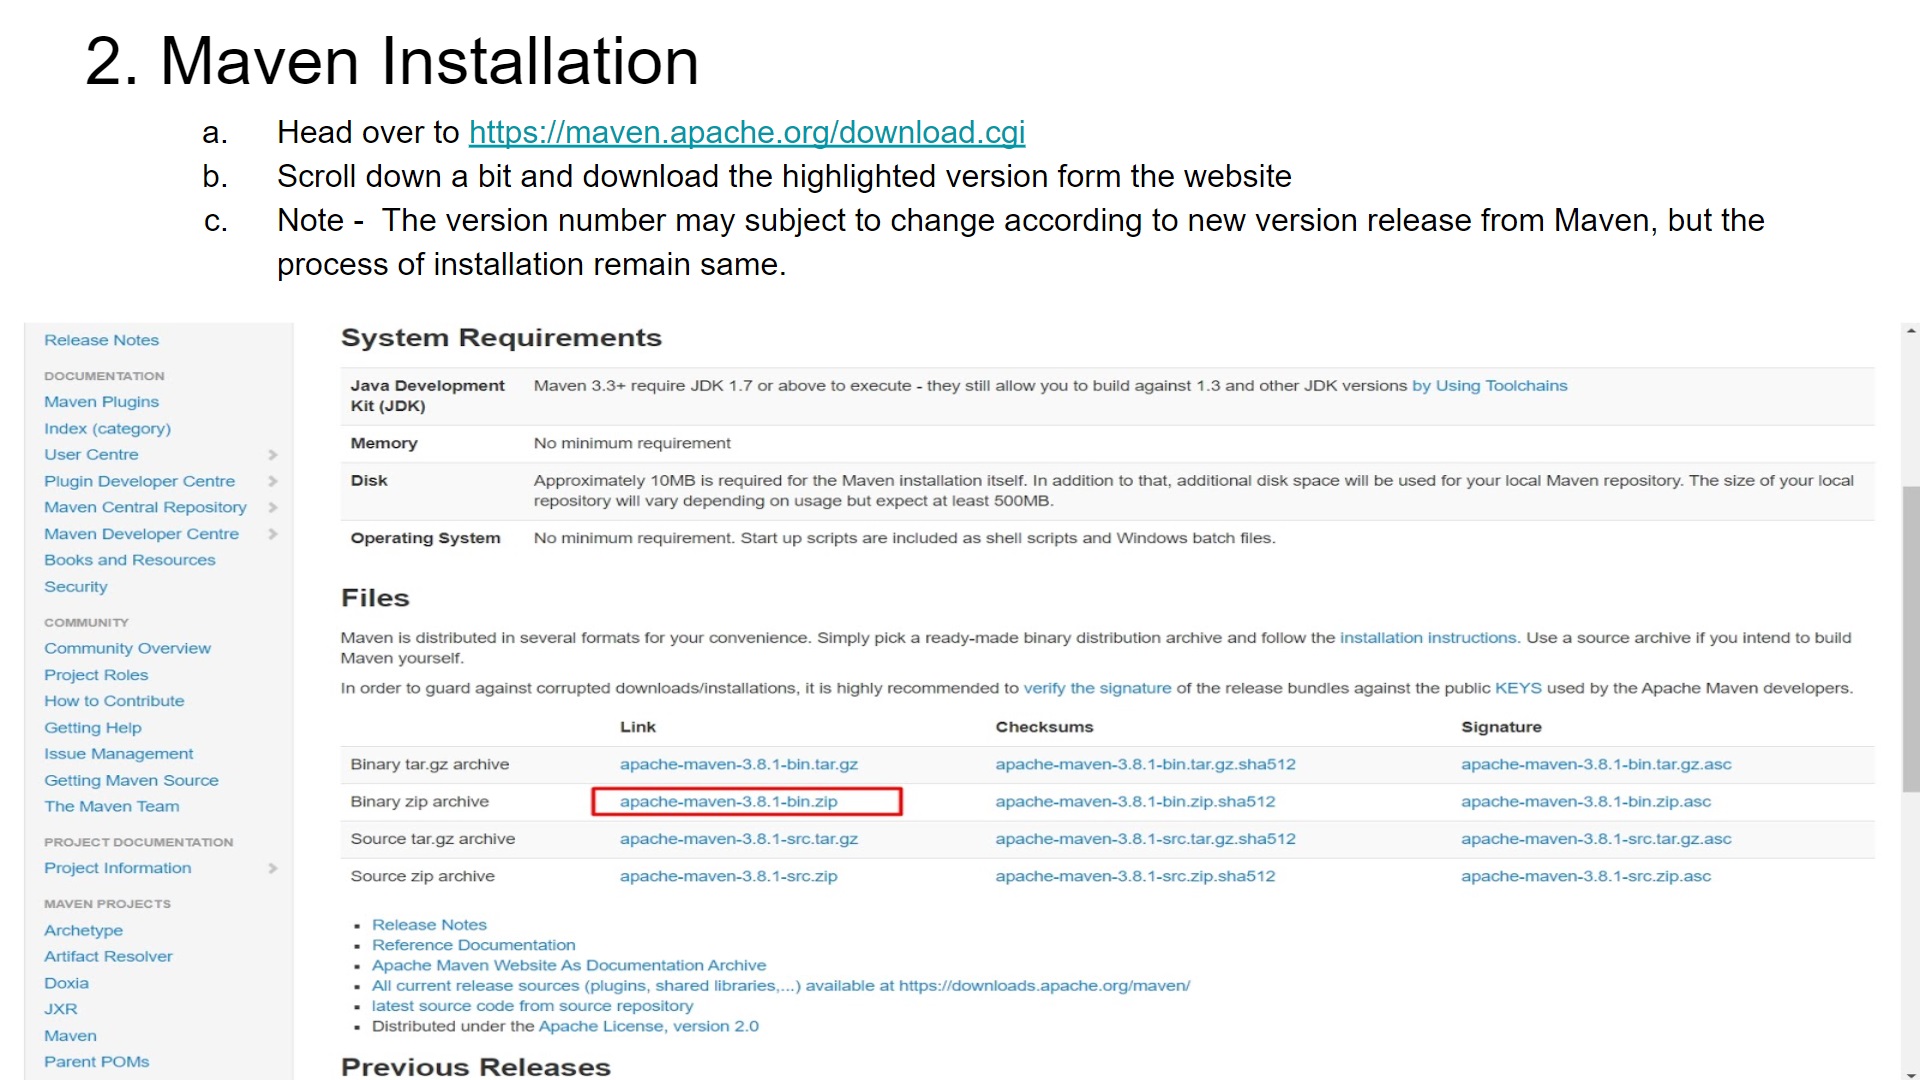 2. Maven Installation
a. Head over to https://maven.apache.org/download.cgi
b. Scroll down a bit and download the highlighted version form the website
c. Note - The version number may subject to change according to new version release from Maven, but the
process of installation remain same.
Release Notes
DOCUMENTATION
Maven Plugins
Index (category)
User Centre
Plugin Developer Centre
Maven Central Repository
Maven Developer Centre
Books and Resources
Security
COMMUNITY
Community Overview
Project Roles
How to Contribute
Getting Help
Issue Management
Getting Maven Source
The Maven Team
PROJECT DOCUMENTATION
Project Information
MAVEN PROJECTS
Archetype
Artifact Resolver
Doxia
JXR
Maven
Parent POMs
System Requirements
Java Development Maven 3.3+ require JDK 1.7 or above to execute - they still allow you to build against 1.3 and other JDK versions by Using Toolchains
Kit (JDK)
Memory No minimum requirement
Disk Approximately 10MB is required for the Maven installation itself. In addition to that, additional disk space will be used for your local Maven repository. The size of your local
repository will vary depending on usage but expect at least 500MB.
Operating System No minimum requirement. Start up scripts are included as shell scripts and Windows batch files.
Files
Maven is distributed in several formats for your convenience. Simply pick a ready-made binary distribution archive and follow the installation instructions. Use a source archive if you intend to build
Maven yourself.
In order to guard against corrupted downloads/installations, it is highly recommended to verify the signature of the release bundles against the public KEYS used by the Apache Maven developers.
Link Checksums Signature
Binary tar.gz archive apache-maven-3.8.1-bin.tar.gz apache-maven-3.8.1-bin.tar.gz.sha512 apache-maven-3.8.1-bin.tar.gz.asc
Binary zip archive apache-maven-3.8.1-bin.zip apache-maven-3.8.1-bin.zip.sha512 apache-maven-3.8.1-bin.zip.asc
Source tar.gz archive apache-maven-3.8.1-src.tar.gz apache-maven-3.8.1-src.tar.gz.sha512 apache-maven-3.8.1-src.tar.gz.asc
Source zip archive apache-maven-3.8.1-src.zip apache-maven-3.8.1-src.zip.sha512 apache-maven-3.8.1-src.zip.asc
Release Notes
Reference Documentation
Apache Maven Website As Documentation Archive
All current release sources (plugins, shared libraries,...) available at https://downloads.apache.org/maven/
latest source code from source repository
Distributed under the Apache License, version 2.0
Previous Releases